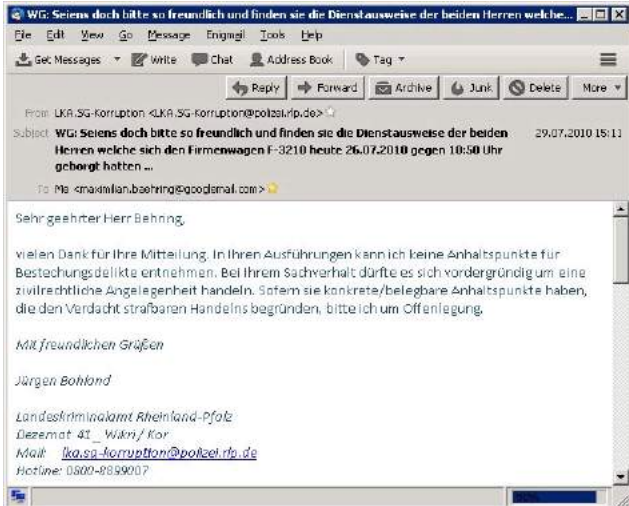 WG: Seiens doch bitte so freundlich und finden sie die Dienstausweise der beiden Herren welche...
File Edit View Go Message Enigmail Tools Help
Get Messages Write Chat Address Book Tag
Reply Forward Archive Junk Delete More
From LKA.SG-Korruption <LKA.SG-Korruption@polizei.rlp.de>
Subject WG: Seiens doch bitte so freundlich und finden sie die Dienstausweise der beiden 29.07.2010 15:11
Herren welche sich den Firmenwagen F-3210 heute 26.07.2010 gegen 10:50 Uhr
geborgt hatten ...
To Me <maximilian.baehring@googlemail.com>
Sehr geehrter Herr Behring,
vielen Dank für Ihre Mitteilung. In Ihren Ausführungen kann ich keine Anhaltspunkte für
Bestechungsdelikte entnehmen. Bei Ihrem Sachverhalt dürfte es sich vordergründig um eine
zivilrechtliche Angelegenheit handeln. Sofern sie konkrete/belegbare Anhaltspunkte haben,
die den Verdacht strafbaren Handelns begründen, bitte ich um Offenlegung.
Mit freundlichen Grüßen
Jürgen Bohland
Landeskriminalamt Rheinland-Pfalz
Dezernat 41_ Wikri / Kor
Mail: lka.sg-korruption@polizei.rlp.de
Hotline: 0800-8899007